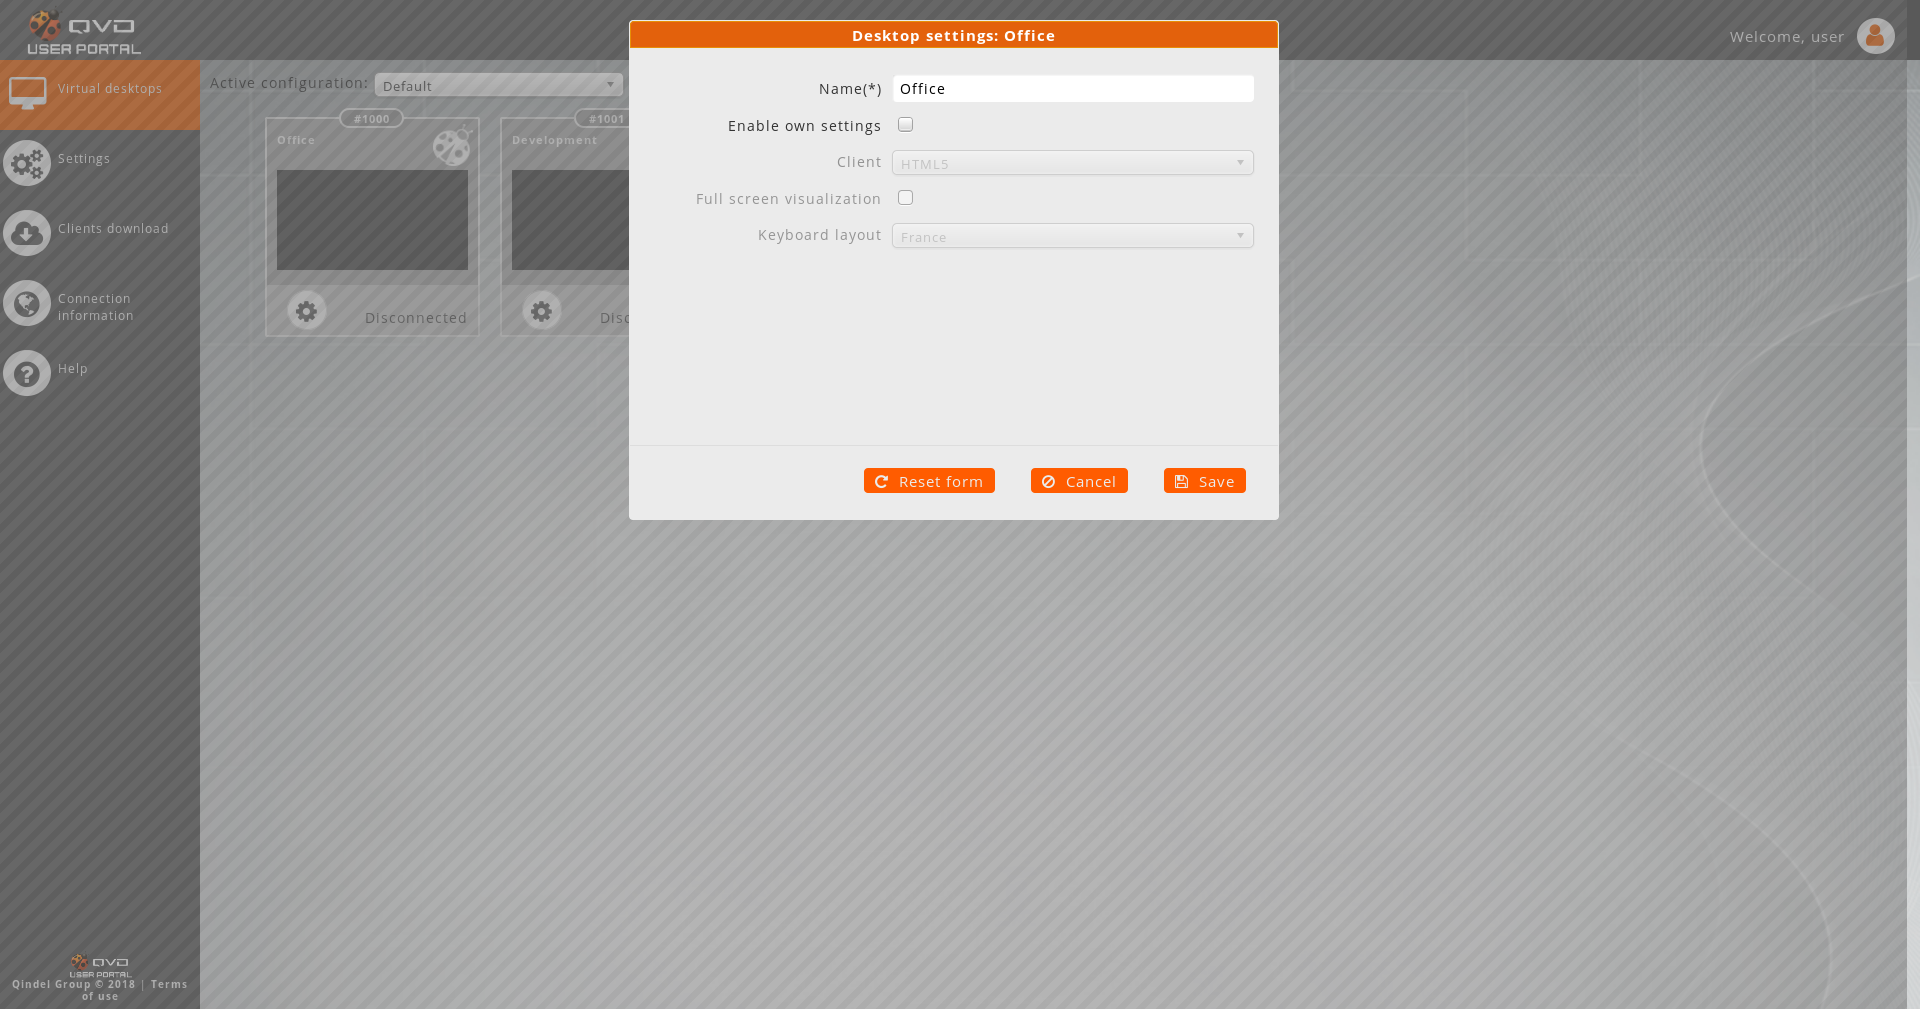 QVD
USER PORTAL
Welcome, user
Virtual desktops
Settings
Clients download
Connection
information
Help
Active configuration:
Default
#1000
Office
Disconnected
#1001
Development
Disc
Desktop settings: Office
Name(*)
Office
Enable own settings
Client
HTML5
Full screen visualization
Keyboard layout
France
Reset form
Cancel
Save
QVD
USER PORTAL
Qindel Group © 2018 | Terms
of use